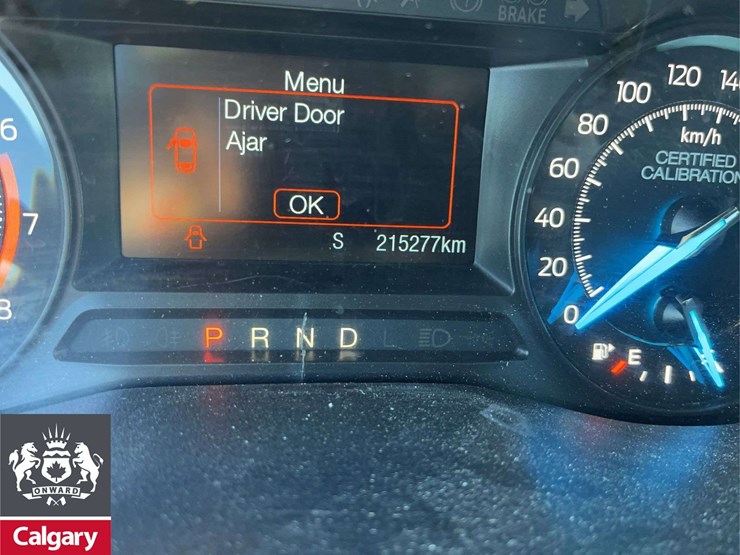 BRAKE
Menu
Driver Door
Ajar
OK
S 215277km
6
7
8
P R N D L
0
20
40
60
80
100
120
140
km/h
CERTIFIED
CALIBRATION
E
ONWARD
Calgary